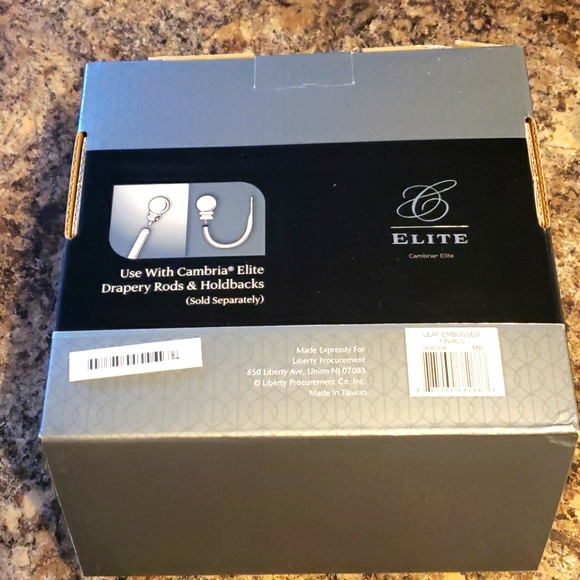 Use With Cambria® Elite
Drapery Rods & Holdbacks
(Sold Separately)
C
ELITE
Cambria® Elite
Made Expressly For
Liberty Procurement
650 Liberty Ave, Union NJ 07083
© Liberty Procurement Co, Inc.
Made in Taiwan
LEAF EMBOSSED
FINIALS